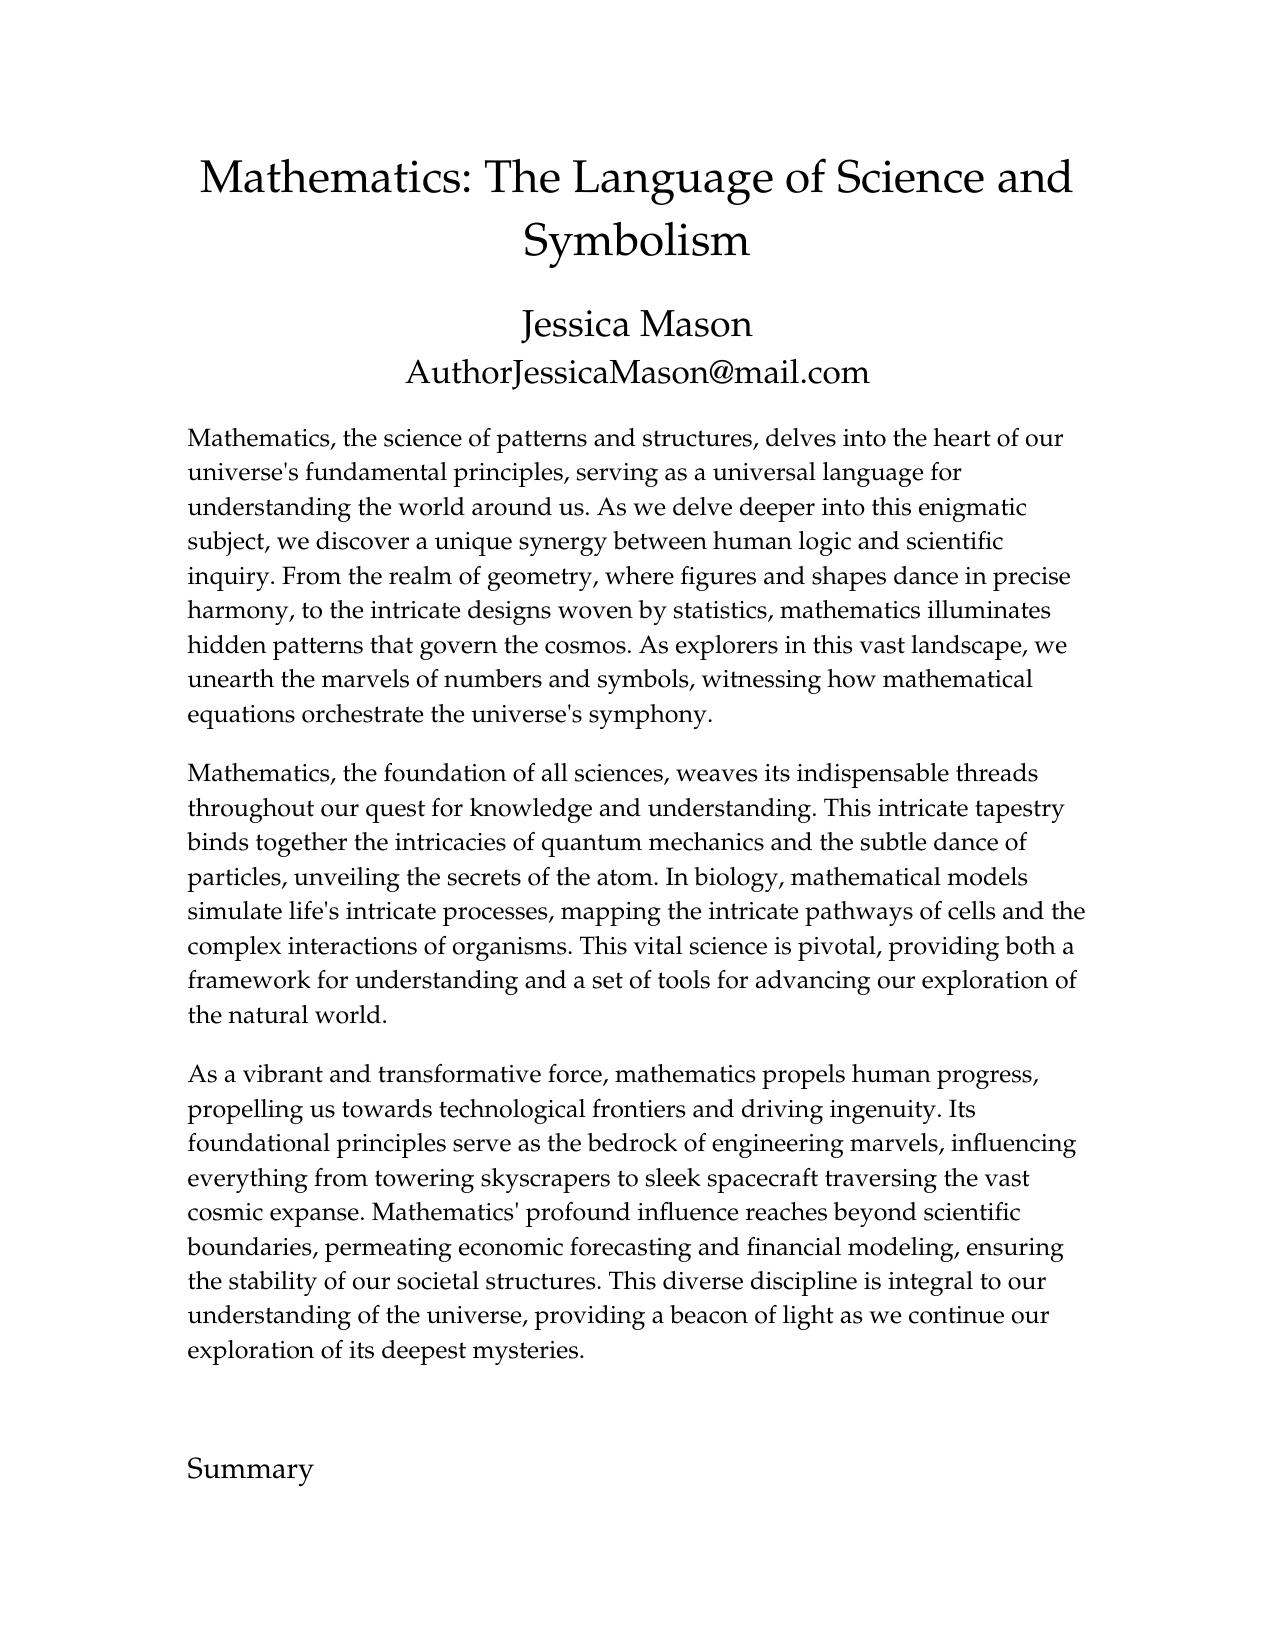 Mathematics: The Language of Science and
Symbolism
Jessica Mason
AuthorJessicaMason@mail.com
Mathematics, the science of patterns and structures, delves into the heart of our
universe's fundamental principles, serving as a universal language for
understanding the world around us. As we delve deeper into this enigmatic
subject, we discover a unique synergy between human logic and scientific
inquiry. From the realm of geometry, where figures and shapes dance in precise
harmony, to the intricate designs woven by statistics, mathematics illuminates
hidden patterns that govern the cosmos. As explorers in this vast landscape, we
unearth the marvels of numbers and symbols, witnessing how mathematical
equations orchestrate the universe's symphony.
Mathematics, the foundation of all sciences, weaves its indispensable threads
throughout our quest for knowledge and understanding. This intricate tapestry
binds together the intricacies of quantum mechanics and the subtle dance of
particles, unveiling the secrets of the atom. In biology, mathematical models
simulate life's intricate processes, mapping the intricate pathways of cells and the
complex interactions of organisms. This vital science is pivotal, providing both a
framework for understanding and a set of tools for advancing our exploration of
the natural world.
As a vibrant and transformative force, mathematics propels human progress,
propelling us towards technological frontiers and driving ingenuity. Its
foundational principles serve as the bedrock of engineering marvels, influencing
everything from towering skyscrapers to sleek spacecraft traversing the vast
cosmic expanse. Mathematics' profound influence reaches beyond scientific
boundaries, permeating economic forecasting and financial modeling, ensuring
the stability of our societal structures. This diverse discipline is integral to our
understanding of the universe, providing a beacon of light as we continue our
exploration of its deepest mysteries.
Summary